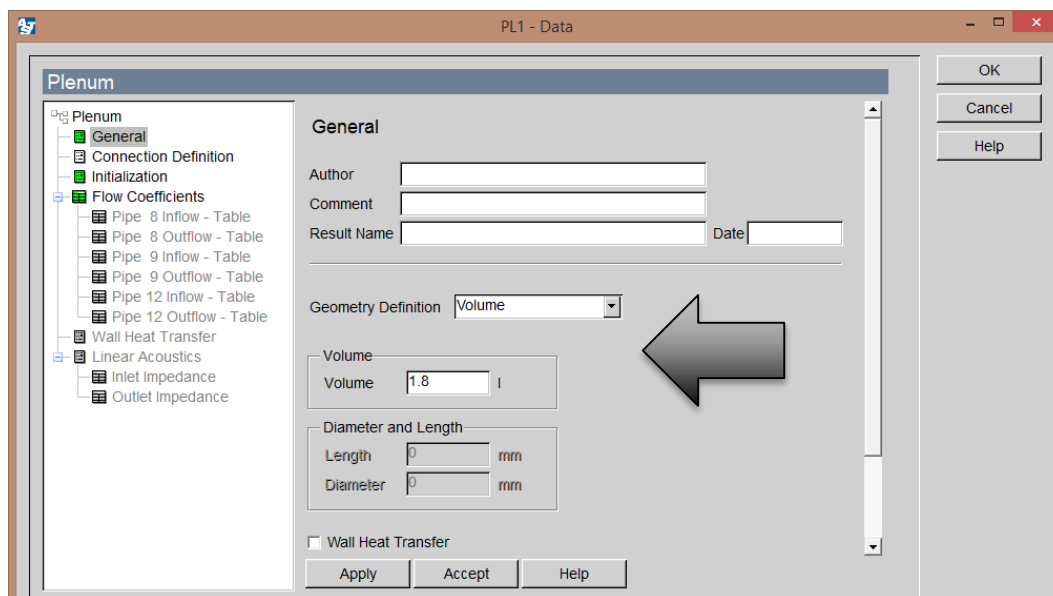 PL1 - Data
OK
Cancel
Help
Plenum
Plenum
General
Connection Definition
Initialization
Flow Coefficients
Pipe 8 Inflow - Table
Pipe 8 Outflow - Table
Pipe 9 Inflow - Table
Pipe 9 Outflow - Table
Pipe 12 Inflow - Table
Pipe 12 Outflow - Table
Wall Heat Transfer
Linear Acoustics
Inlet Impedance
Outlet Impedance
General
Author
Comment
Result Name Date
Geometry Definition Volume
Volume
Volume 1.8 l
Diameter and Length
Length 0 mm
Diameter 0 mm
Wall Heat Transfer
Apply Accept Help